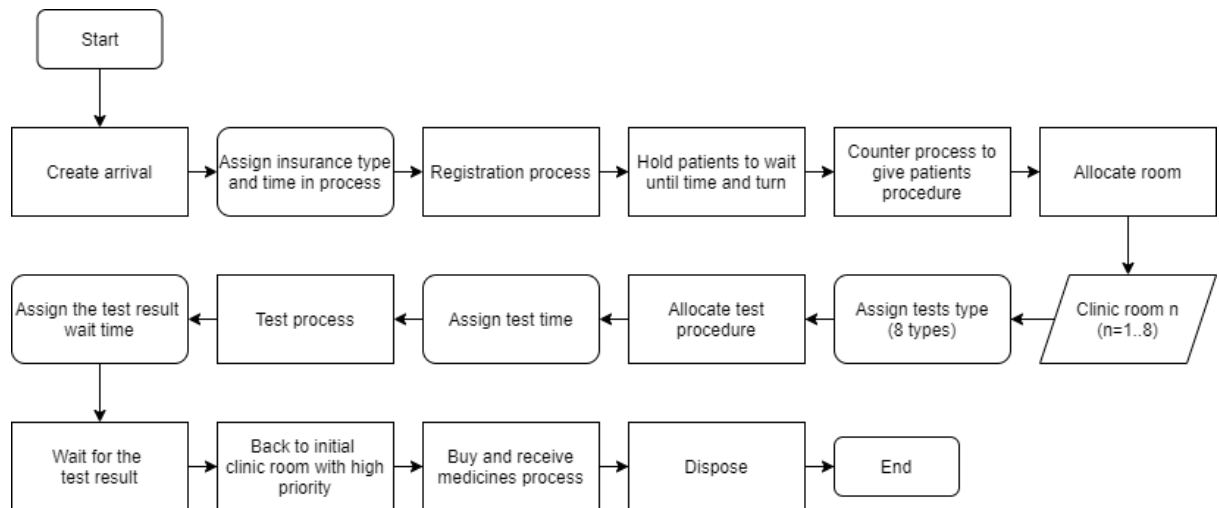 Start
Create arrival
Assign insurance type
and time in process
Registration process
Hold patients to wait
until time and turn
Counter process to
give patients
procedure
Allocate room
Clinic room n
(n=1..8)
Assign tests type
(8 types)
Allocate test
procedure
Assign test time
Test process
Assign the test result
wait time
Wait for the
test result
Back to initial
clinic room with high
priority
Buy and receive
medicines process
Dispose
End